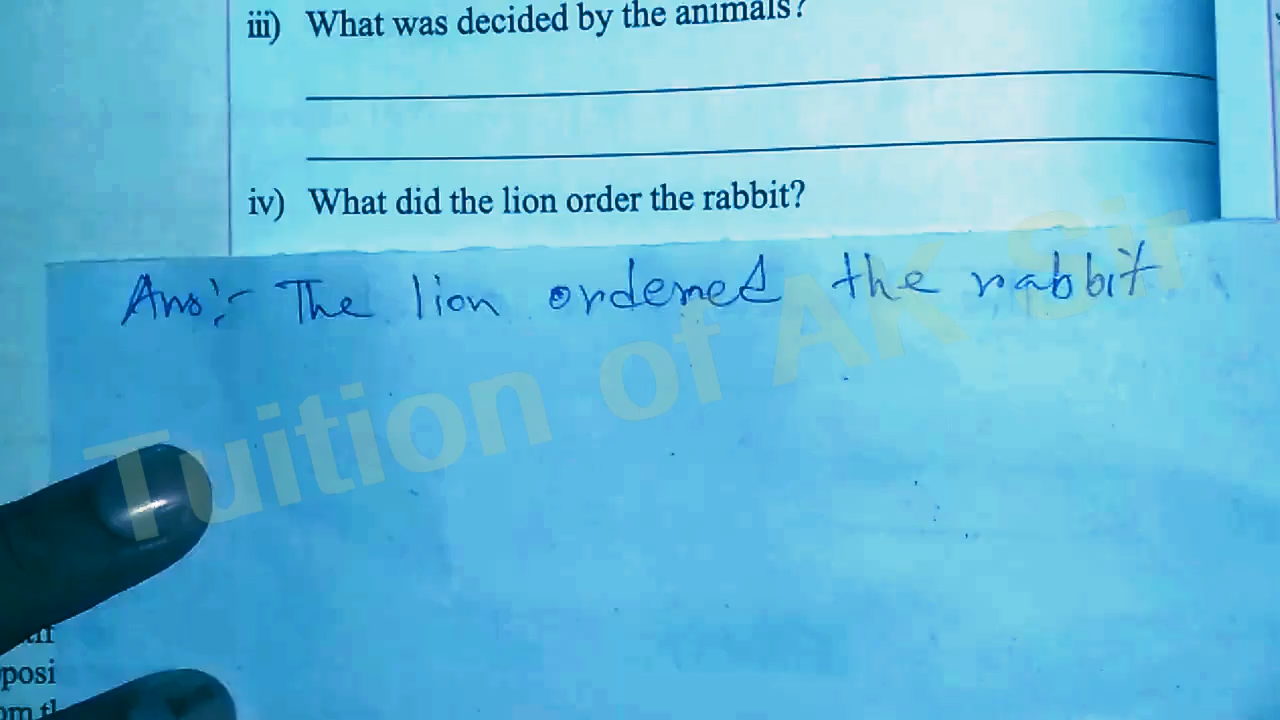 iii) What was decided by the animals?
iv) What did the lion order the rabbit?
Ans:- The lion ordered the rabbit
Tuition of AK Sir
posi